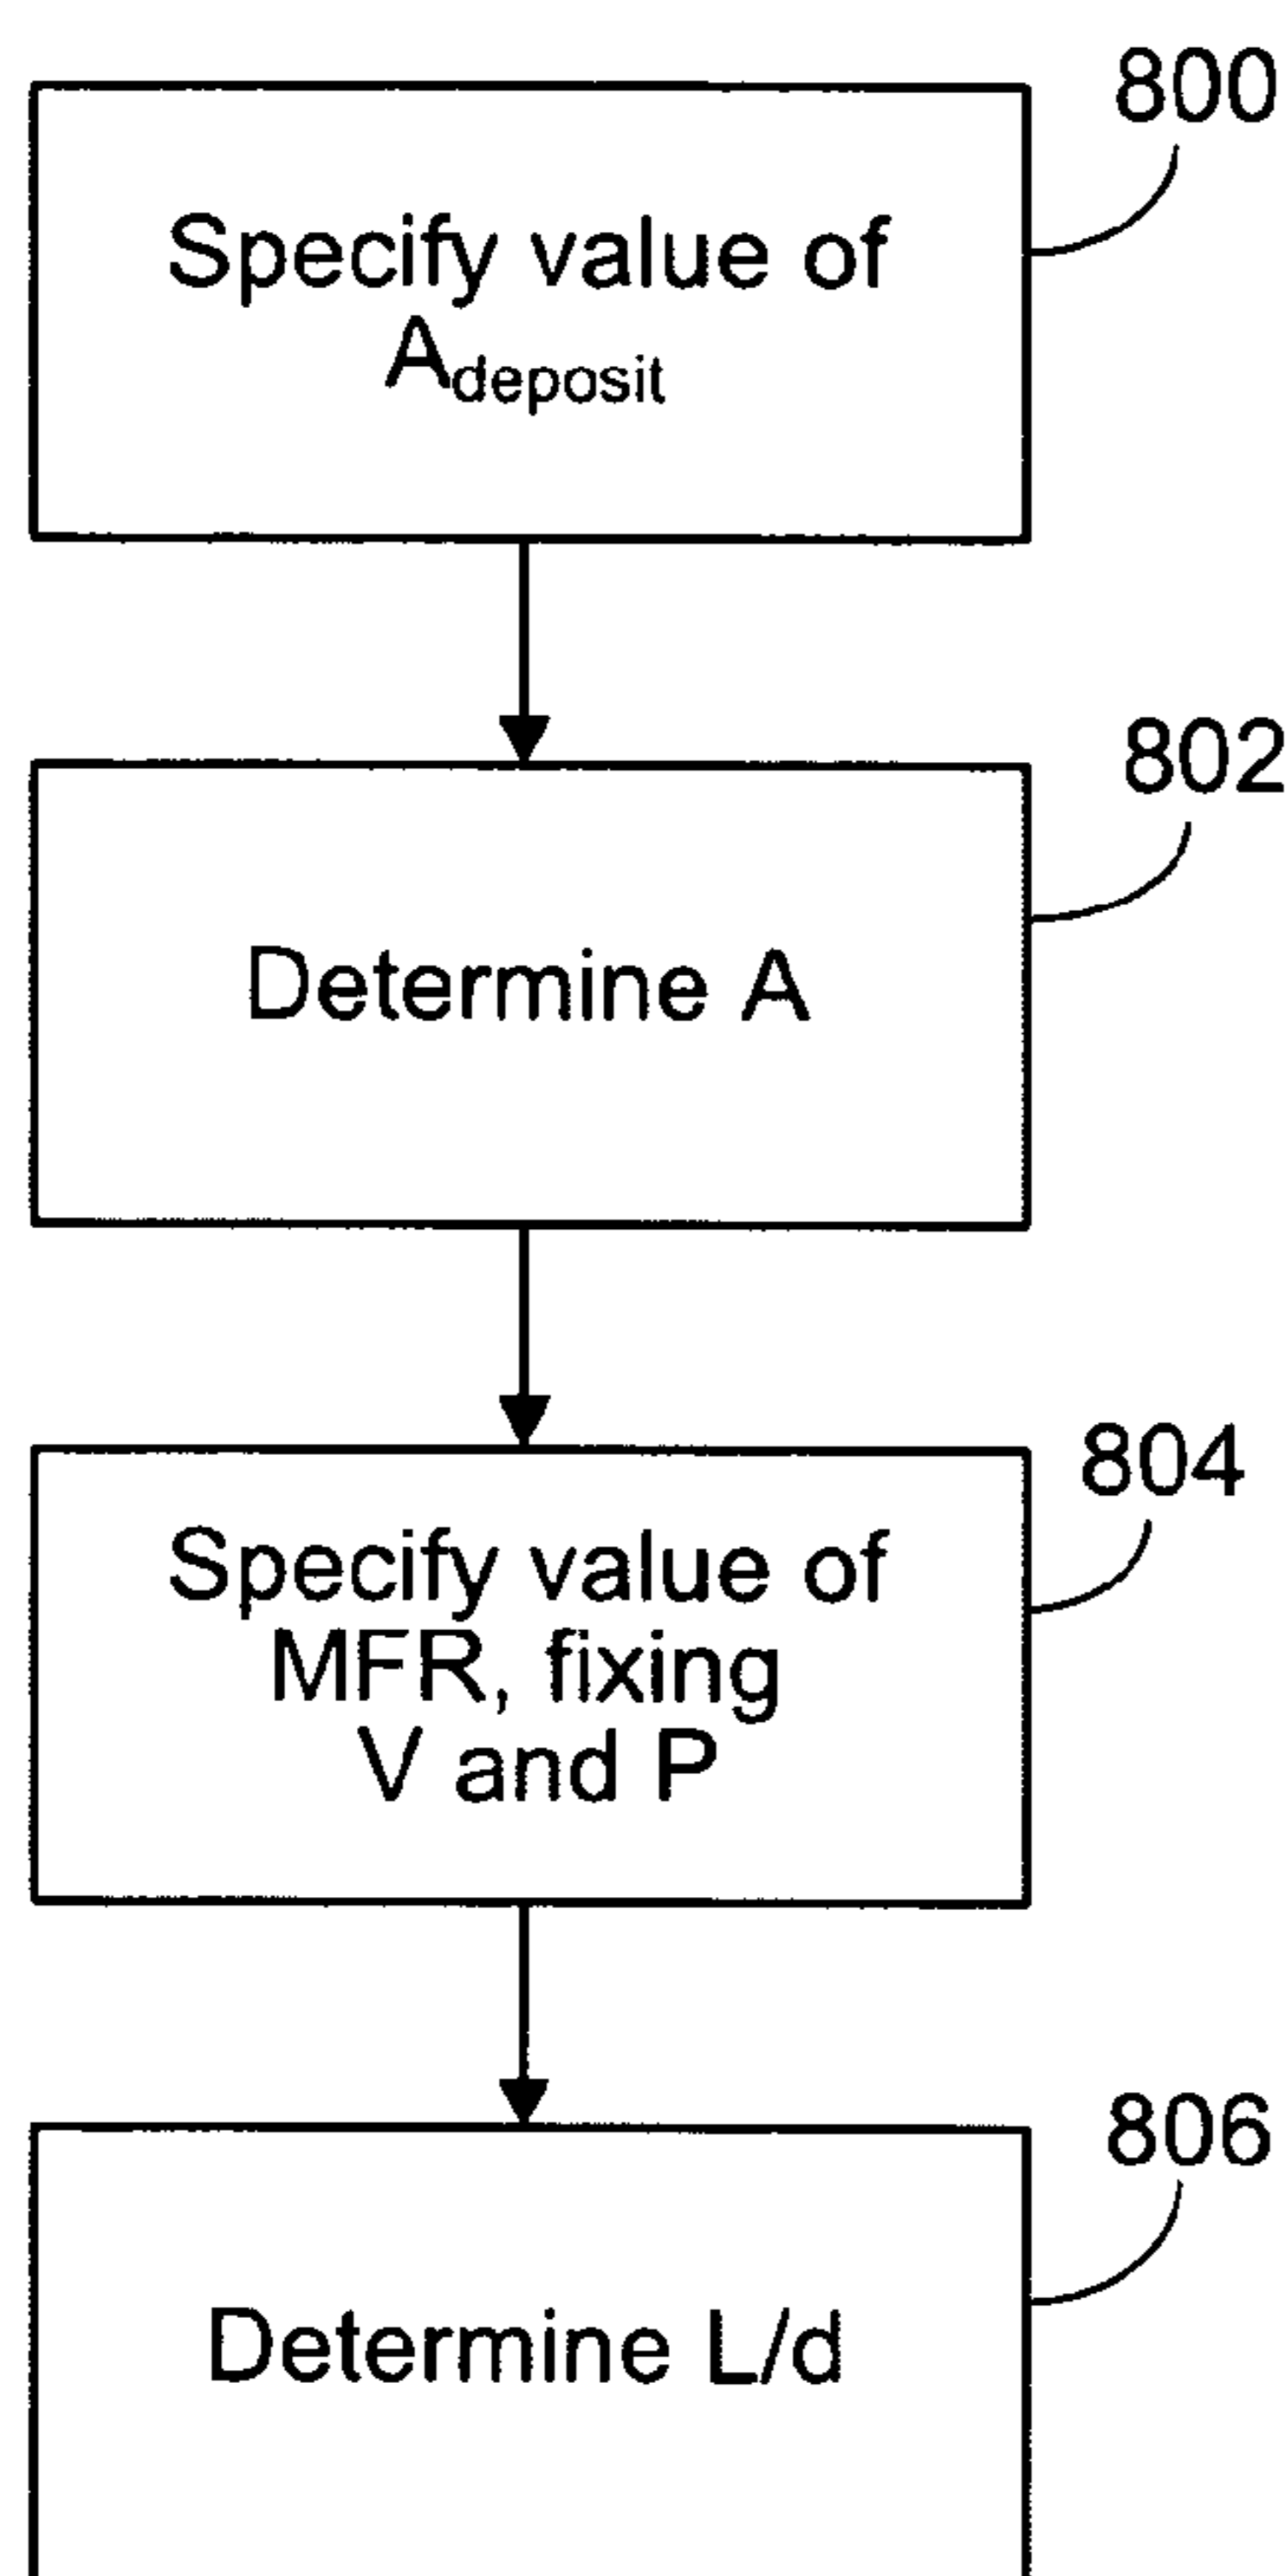 800
Specify value of
Adeposit
802
Determine A
804
Specify value of
MFR, fixing
V and P
806
Determine L/d